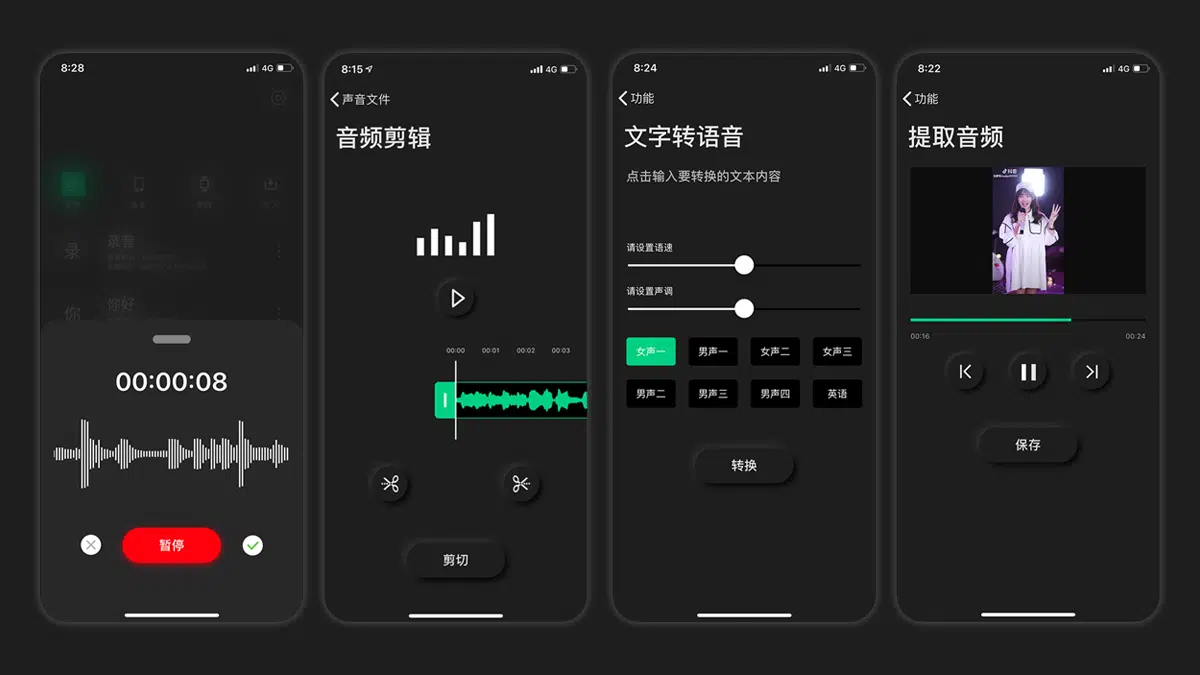 8:28
4G
录
录音
你
你好
00:00:08
暂停
8:15
4G
声音文件
音频剪辑
00:00 00:01 00:02 00:03
剪切
8:24
4G
功能
文字转语音
点击输入要转换的文本内容
请设置语速
请设置声调
女声一 男声一 女声二 女声三
男声二 男声三 男声四 英语
转换
8:22
4G
功能
提取音频
抖音
00:16 00:24
保存